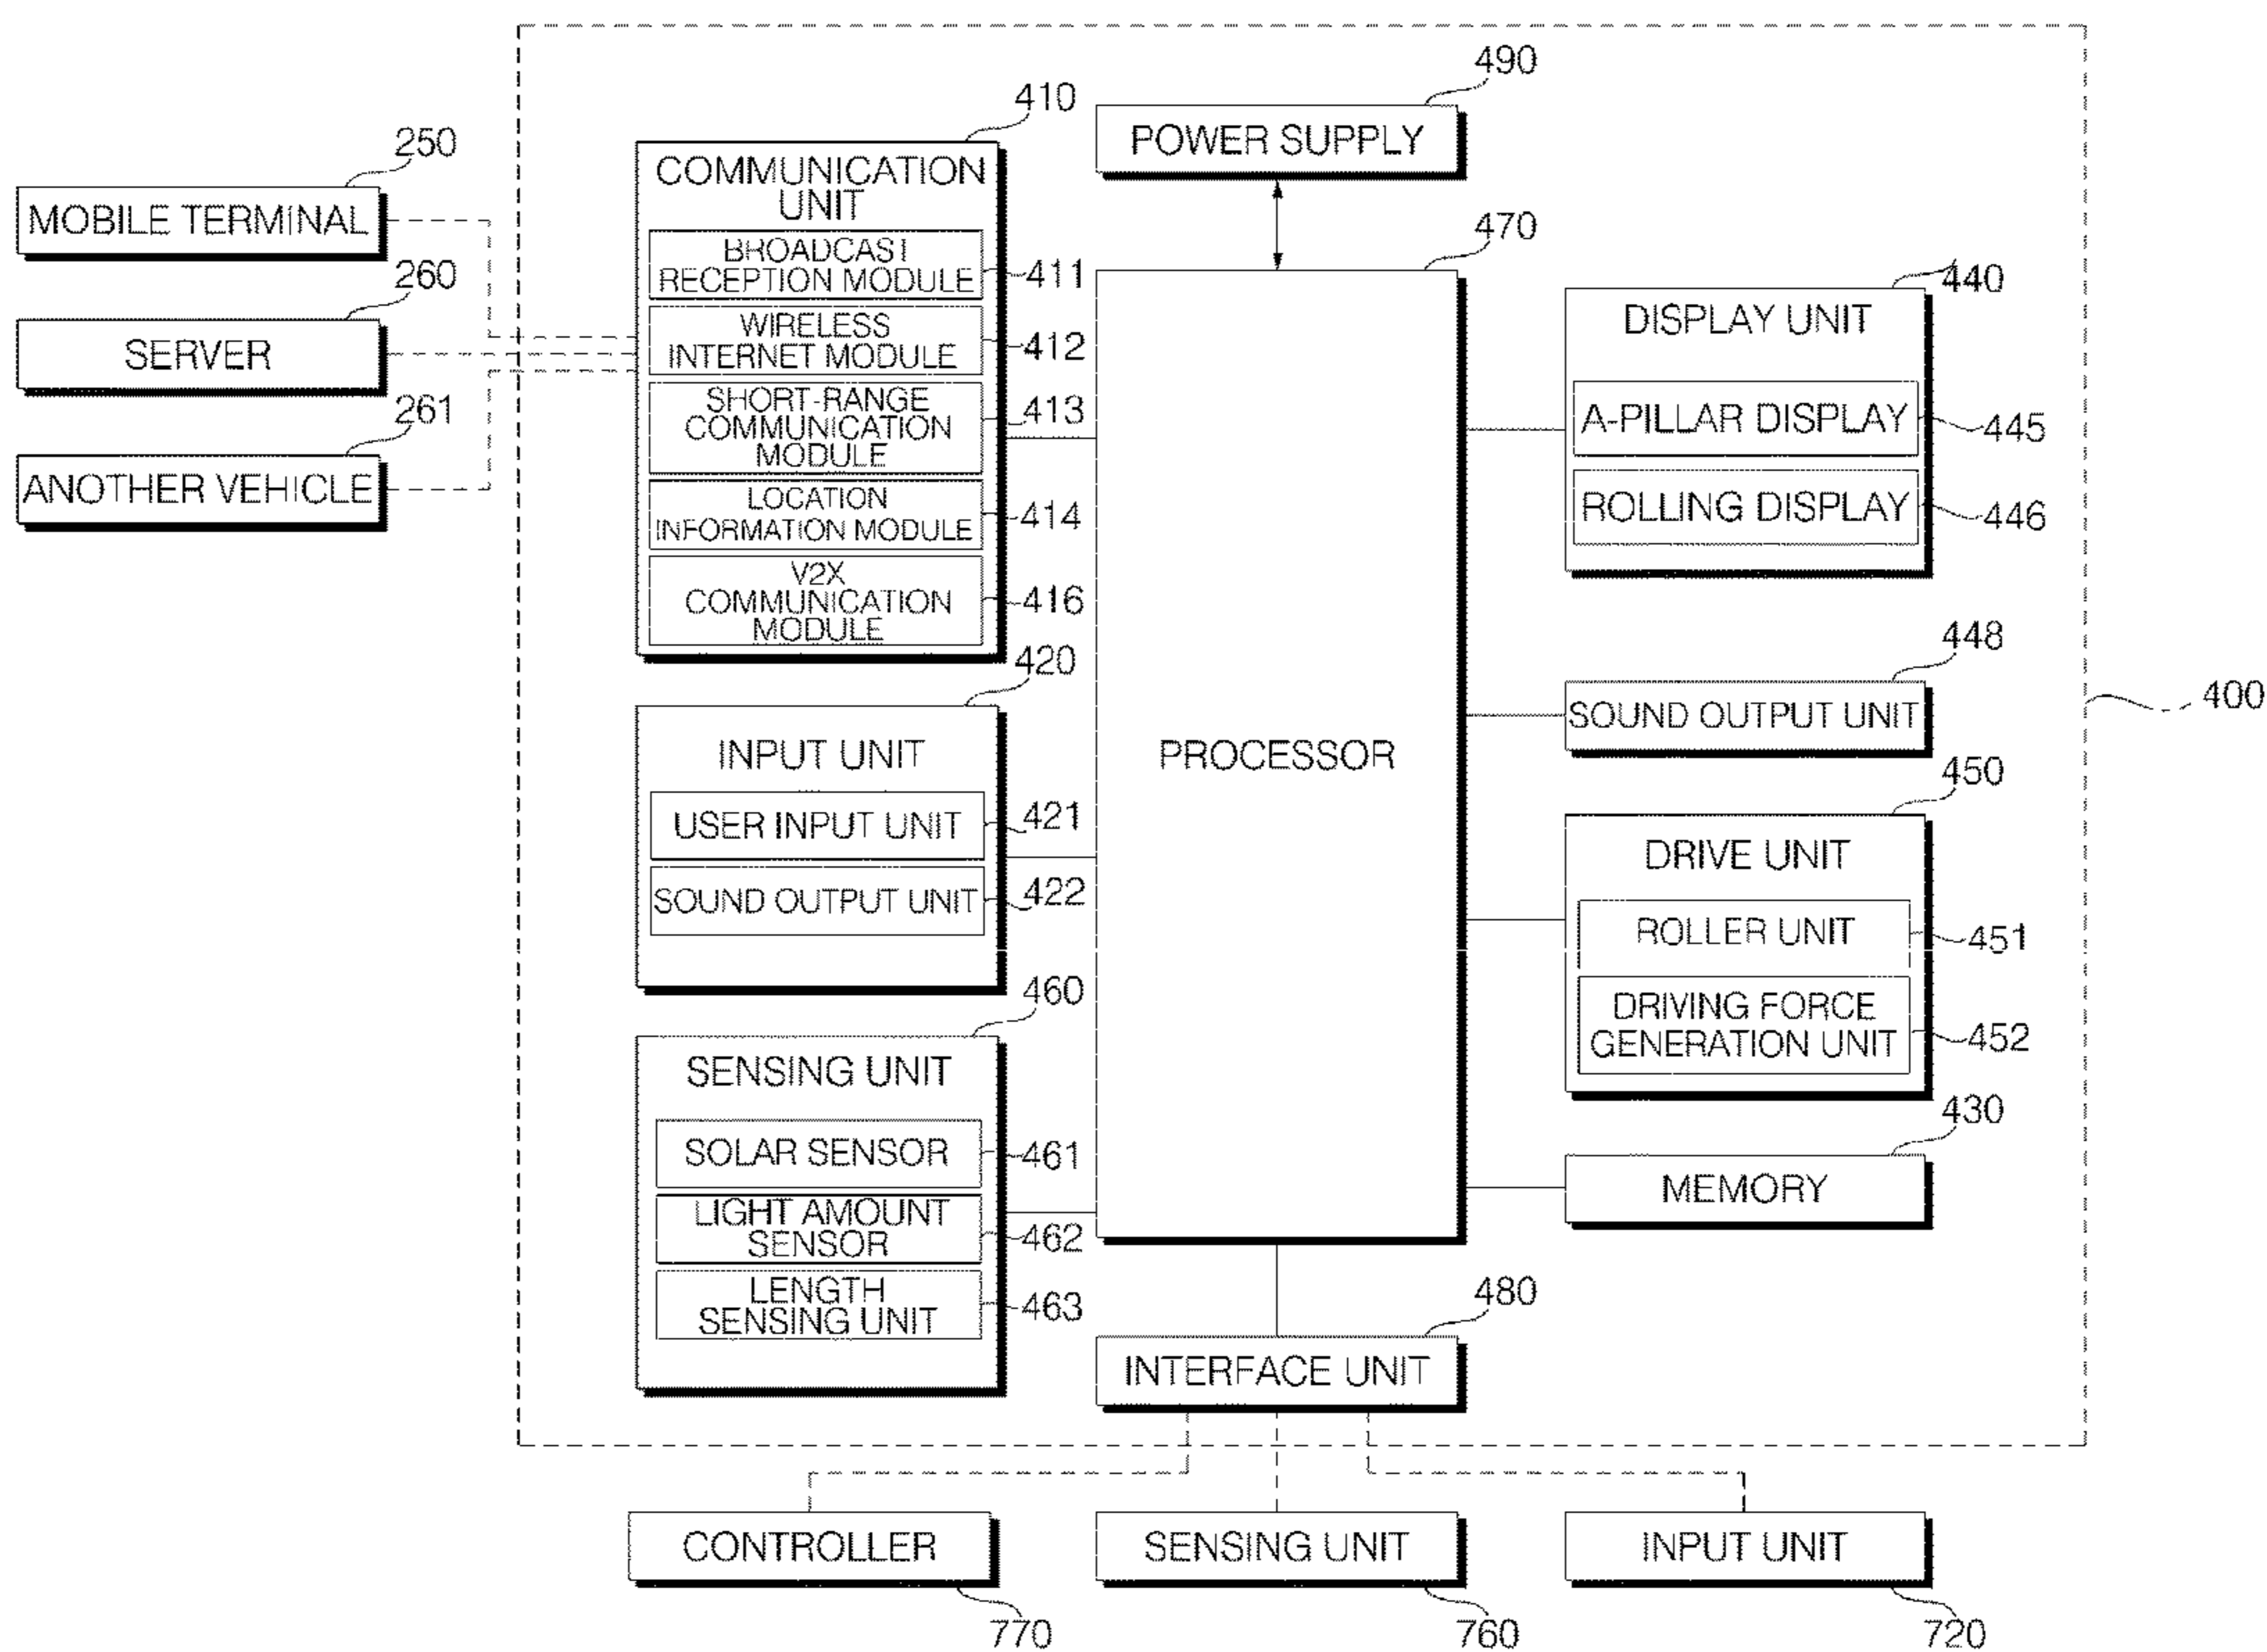 250
MOBILE TERMINAL
260
SERVER
261
ANOTHER VEHICLE
410
COMMUNICATION
UNIT
BROADCAST
RECEPTION MODULE
411
WIRELESS
INTERNET MODULE
412
SHORT-RANGE
COMMUNICATION
MODULE
413
LOCATION
INFORMATION MODULE
414
V2X
COMMUNICATION
MODULE
416
420
INPUT UNIT
USER INPUT UNIT
421
SOUND OUTPUT UNIT
422
460
SENSING UNIT
SOLAR SENSOR
461
LIGHT AMOUNT
SENSOR
462
LENGTH
SENSING UNIT
463
490
POWER SUPPLY
470
PROCESSOR
480
INTERFACE UNIT
440
DISPLAY UNIT
A-PILLAR DISPLAY
445
ROLLING DISPLAY
446
448
SOUND OUTPUT UNIT
450
DRIVE UNIT
ROLLER UNIT
451
DRIVING FORCE
GENERATION UNIT
452
430
MEMORY
400
CONTROLLER
770
SENSING UNIT
760
INPUT UNIT
720